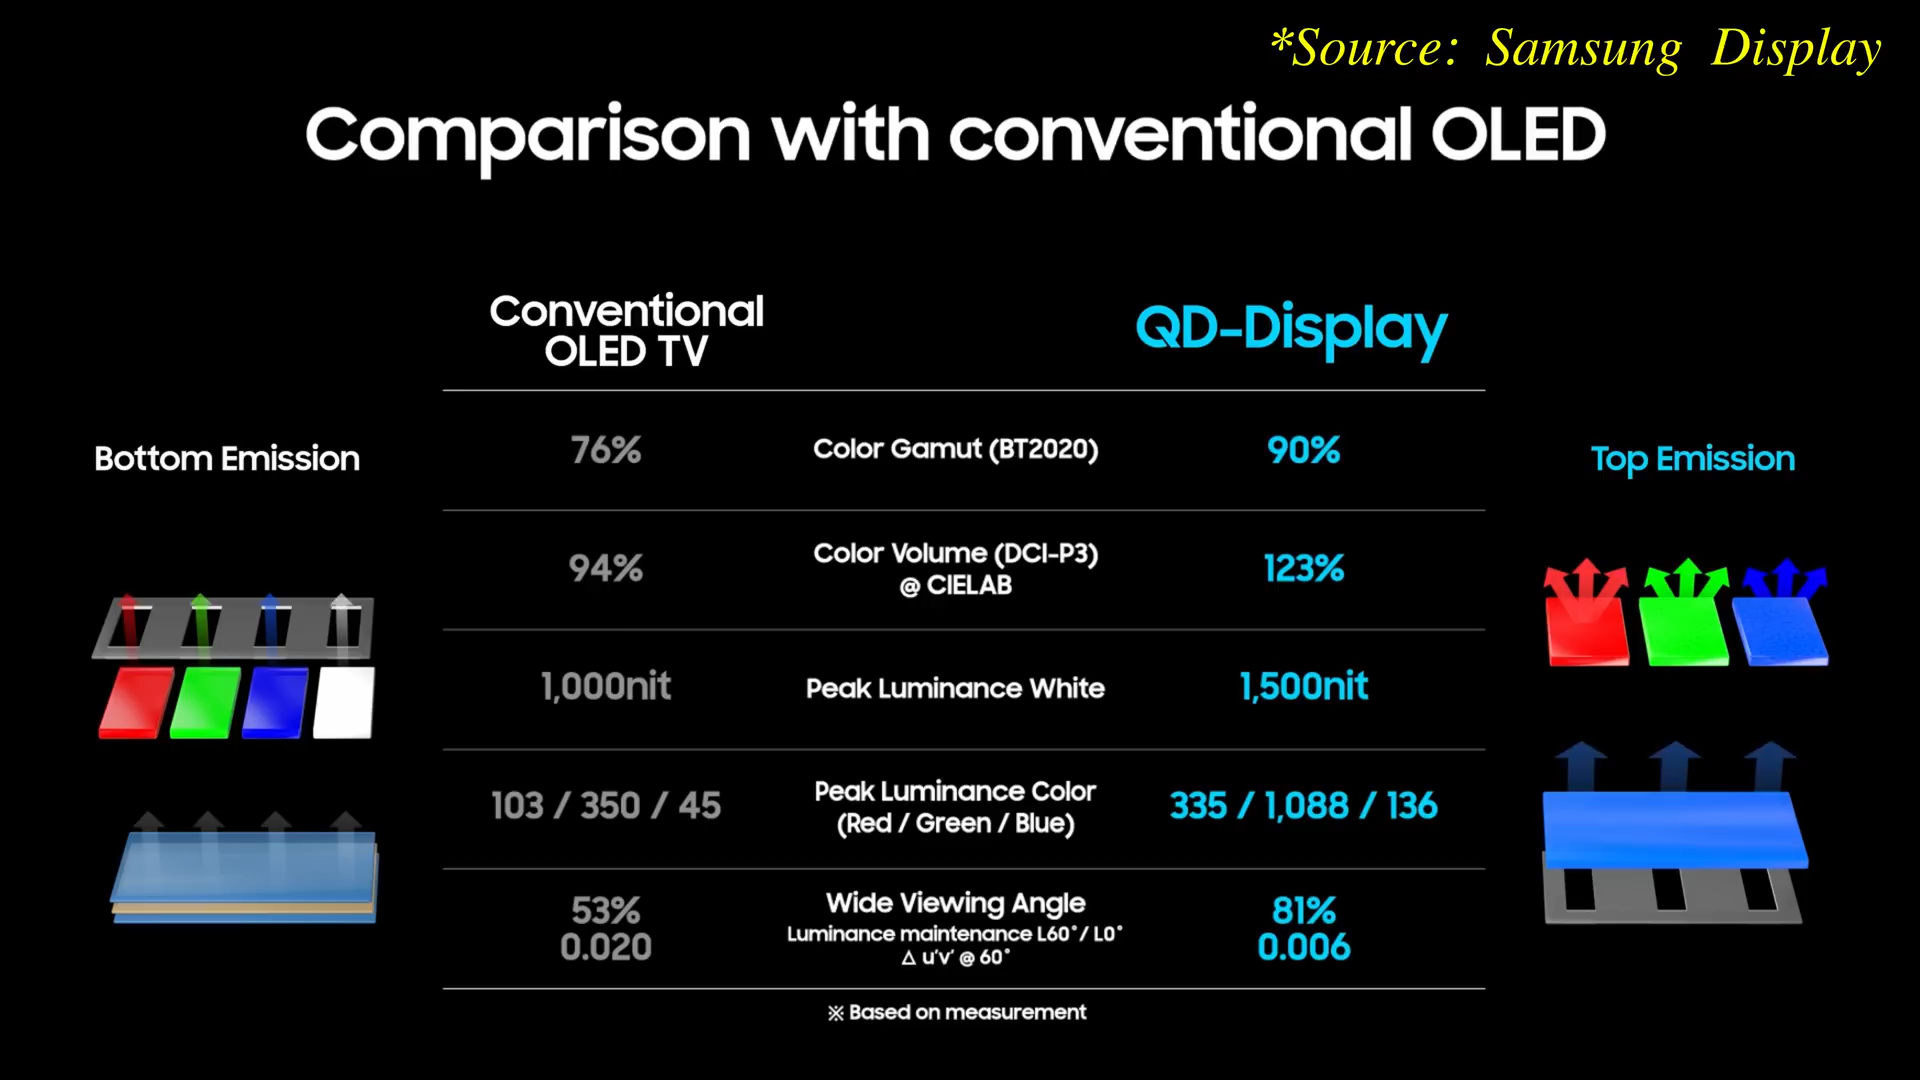 *Source: Samsung Display
Comparison with conventional OLED
Conventional
OLED TV
QD-Display
Bottom Emission
76%
Color Gamut (BT2020)
90%
Top Emission
94%
Color Volume (DCI-P3)
@ CIELAB
123%
1,000nit
Peak Luminance White
1,500nit
103 / 350 / 45
Peak Luminance Color
(Red / Green / Blue)
335 / 1,088 / 136
53%
0.020
Wide Viewing Angle
Luminance maintenance L60˚/ L0˚
Δ u'v' @ 60˚
81%
0.006
※ Based on measurement